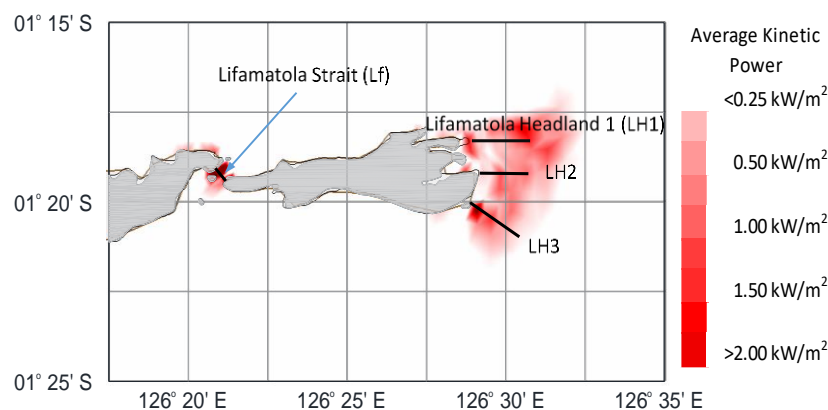 01° 15' S
01° 20' S
01° 25' S
126° 20' E
126° 25' E
126° 30' E
126° 35' E
Lifamatola Strait (Lf)
Lifamatola Headland 1 (LH1)
LH2
LH3
Average Kinetic
Power
<0.25 kW/m²
0.50 kW/m²
1.00 kW/m²
1.50 kW/m²
>2.00 kW/m²